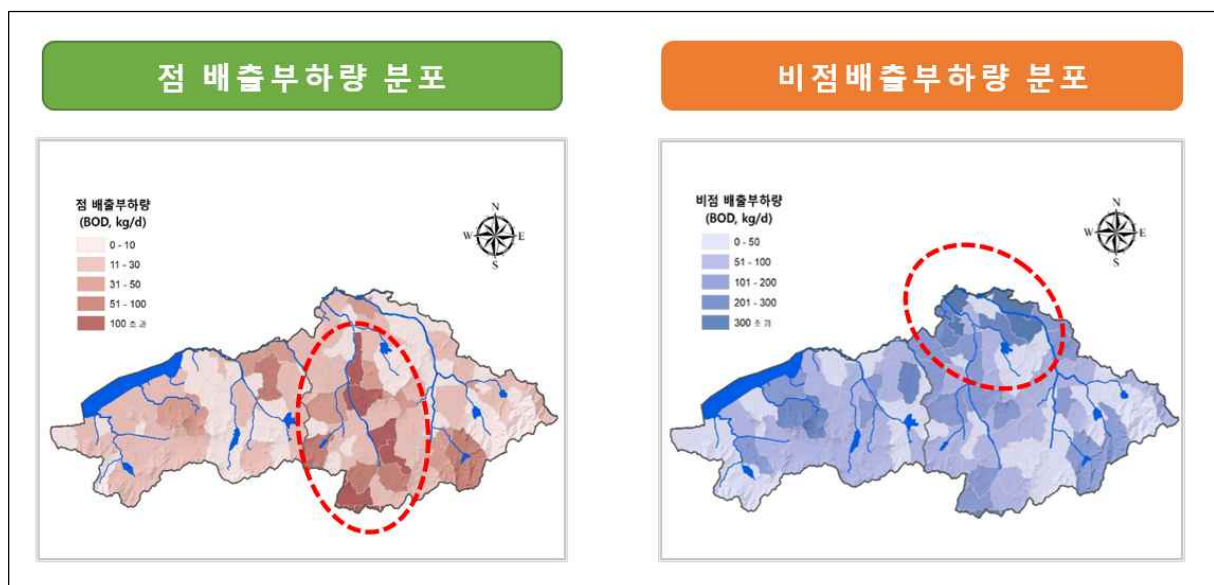 점 배출부하량 분포
비점배출부하량 분포
점 배출부하량
(BOD, kg/d)
0 - 10
11 - 30
31 - 50
51 - 100
100 초과
N
W
E
S
비점 배출부하량
(BOD, kg/d)
0 - 50
51 - 100
101 - 200
201 - 300
300 초과
N
W
E
S